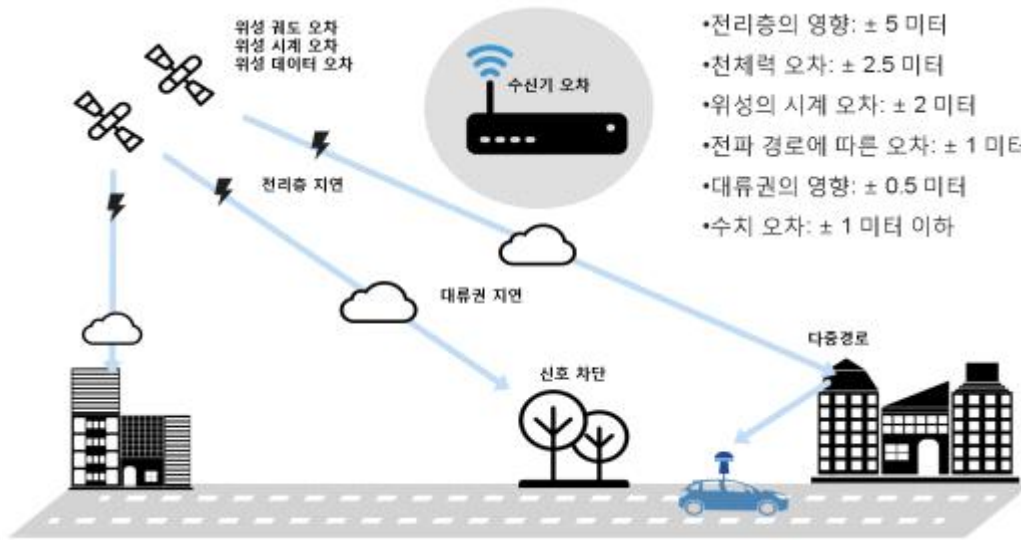 위성 궤도 오차
위성 시계 오차
위성 데이터 오차
수신기 오차
•전리층의 영향: ± 5 미터
•천체력 오차: ± 2.5 미터
•위성의 시계 오차: ± 2 미터
•전파 경로에 따른 오차: ± 1 미터
•대류권의 영향: ± 0.5 미터
•수치 오차: ± 1 미터 이하
전리층 지연
대류권 지연
다중경로
신호 차단